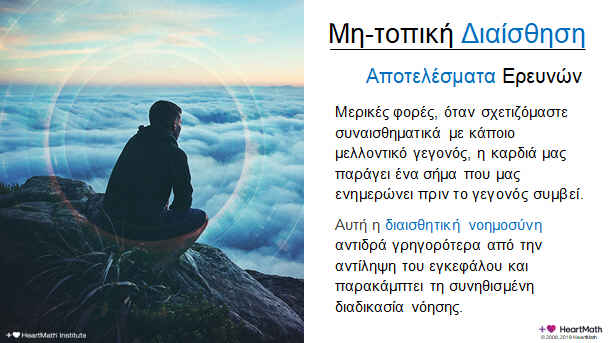 Μη-τοπική Διαίσθηση
Αποτελέσματα Ερευνών
Μερικές φορές, όταν σχετιζόμαστε
συναισθηματικά με κάποιο
μελλοντικό γεγονός, η καρδιά μας
παράγει ένα σήμα που μας
ενημερώνει πριν το γεγονός συμβεί.
Αυτή η διαισθητική νοημοσύνη
αντιδρά γρηγορότερα από την
αντίληψη του εγκεφάλου και
παρακάμπτει τη συνηθισμένη
διαδικασία νόησης.
HeartMath Institute
HeartMath
© 2008, 2019 HeartMath